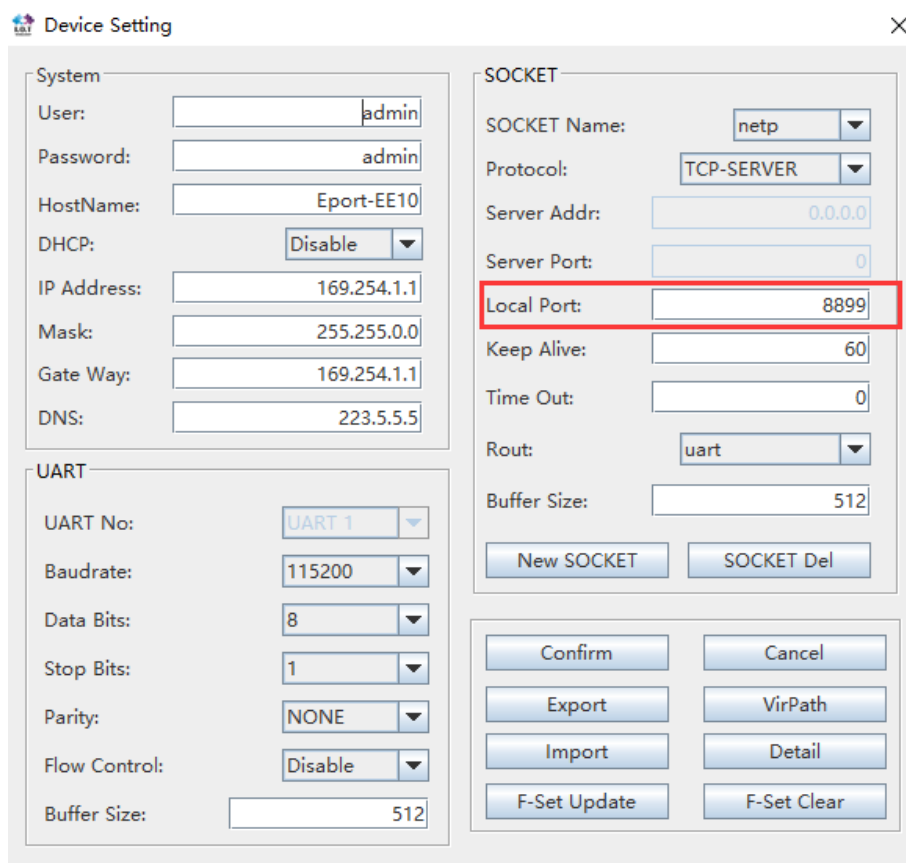 Device Setting
System
User: admin
Password: admin
HostName: Eport-EE10
DHCP: Disable
IP Address: 169.254.1.1
Mask: 255.255.0.0
Gate Way: 169.254.1.1
DNS: 223.5.5.5
UART
UART No: UART 1
Baudrate: 115200
Data Bits: 8
Stop Bits: 1
Parity: NONE
Flow Control: Disable
Buffer Size: 512
SOCKET
SOCKET Name: netp
Protocol: TCP-SERVER
Server Addr: 0.0.0.0
Server Port: 0
Local Port: 8899
Keep Alive: 60
Time Out: 0
Rout: uart
Buffer Size: 512
New SOCKET SOCKET Del
Confirm Cancel
Export VirPath
Import Detail
F-Set Update F-Set Clear